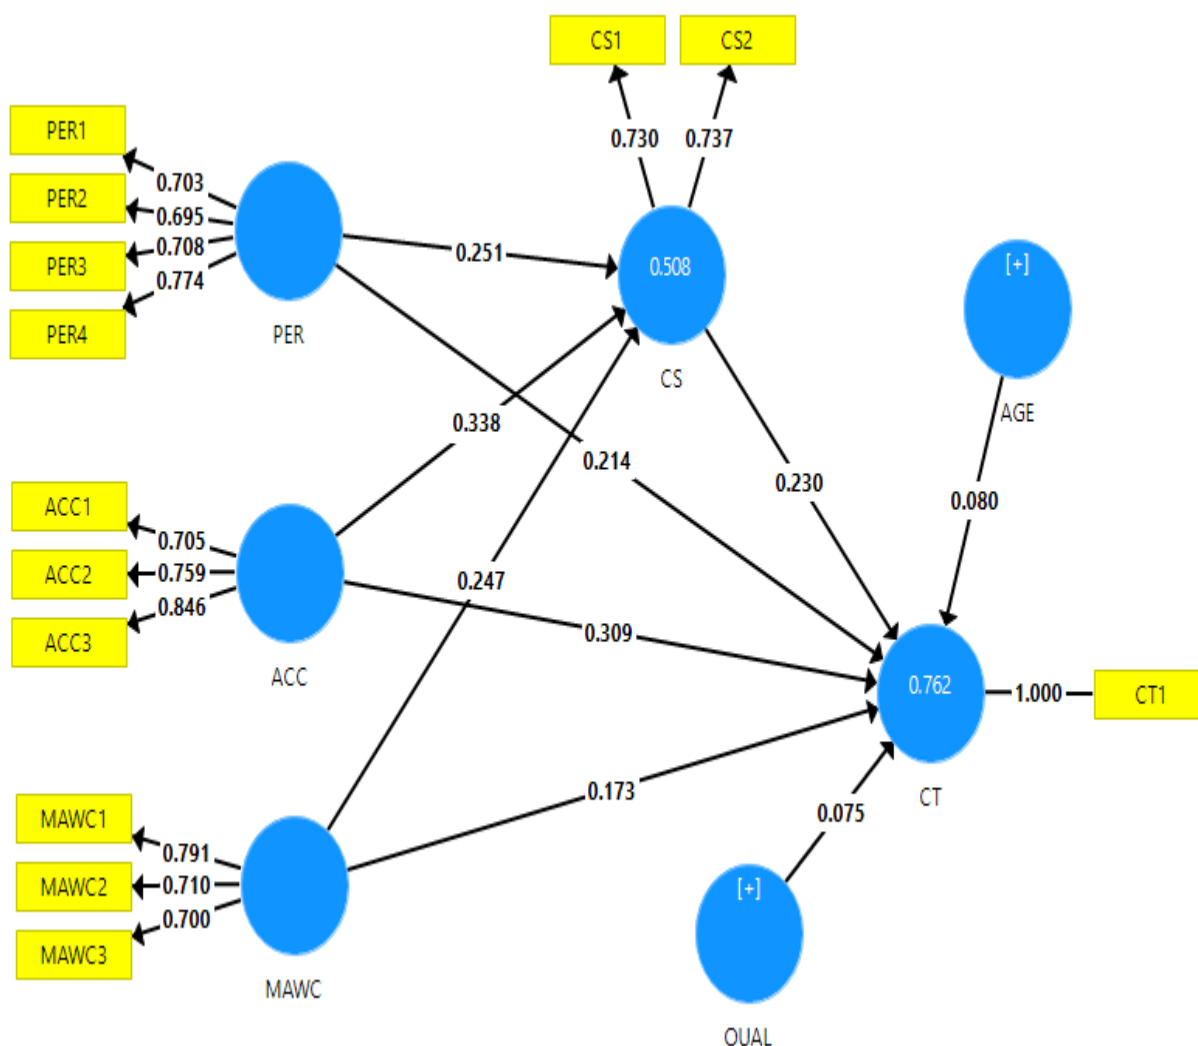 CS1
CS2
PER1
PER2
PER3
PER4
0.703
0.695
0.708
0.774
PER
0.730
0.737
0.251
0.508
CS
[+]
AGE
0.338
0.214
0.230
0.080
ACC1
ACC2
ACC3
0.705
0.759
0.846
ACC
0.247
0.309
0.762
CT
1.000
CT1
0.173
0.075
MAWC1
MAWC2
MAWC3
0.791
0.710
0.700
MAWC
[+]
QUAL